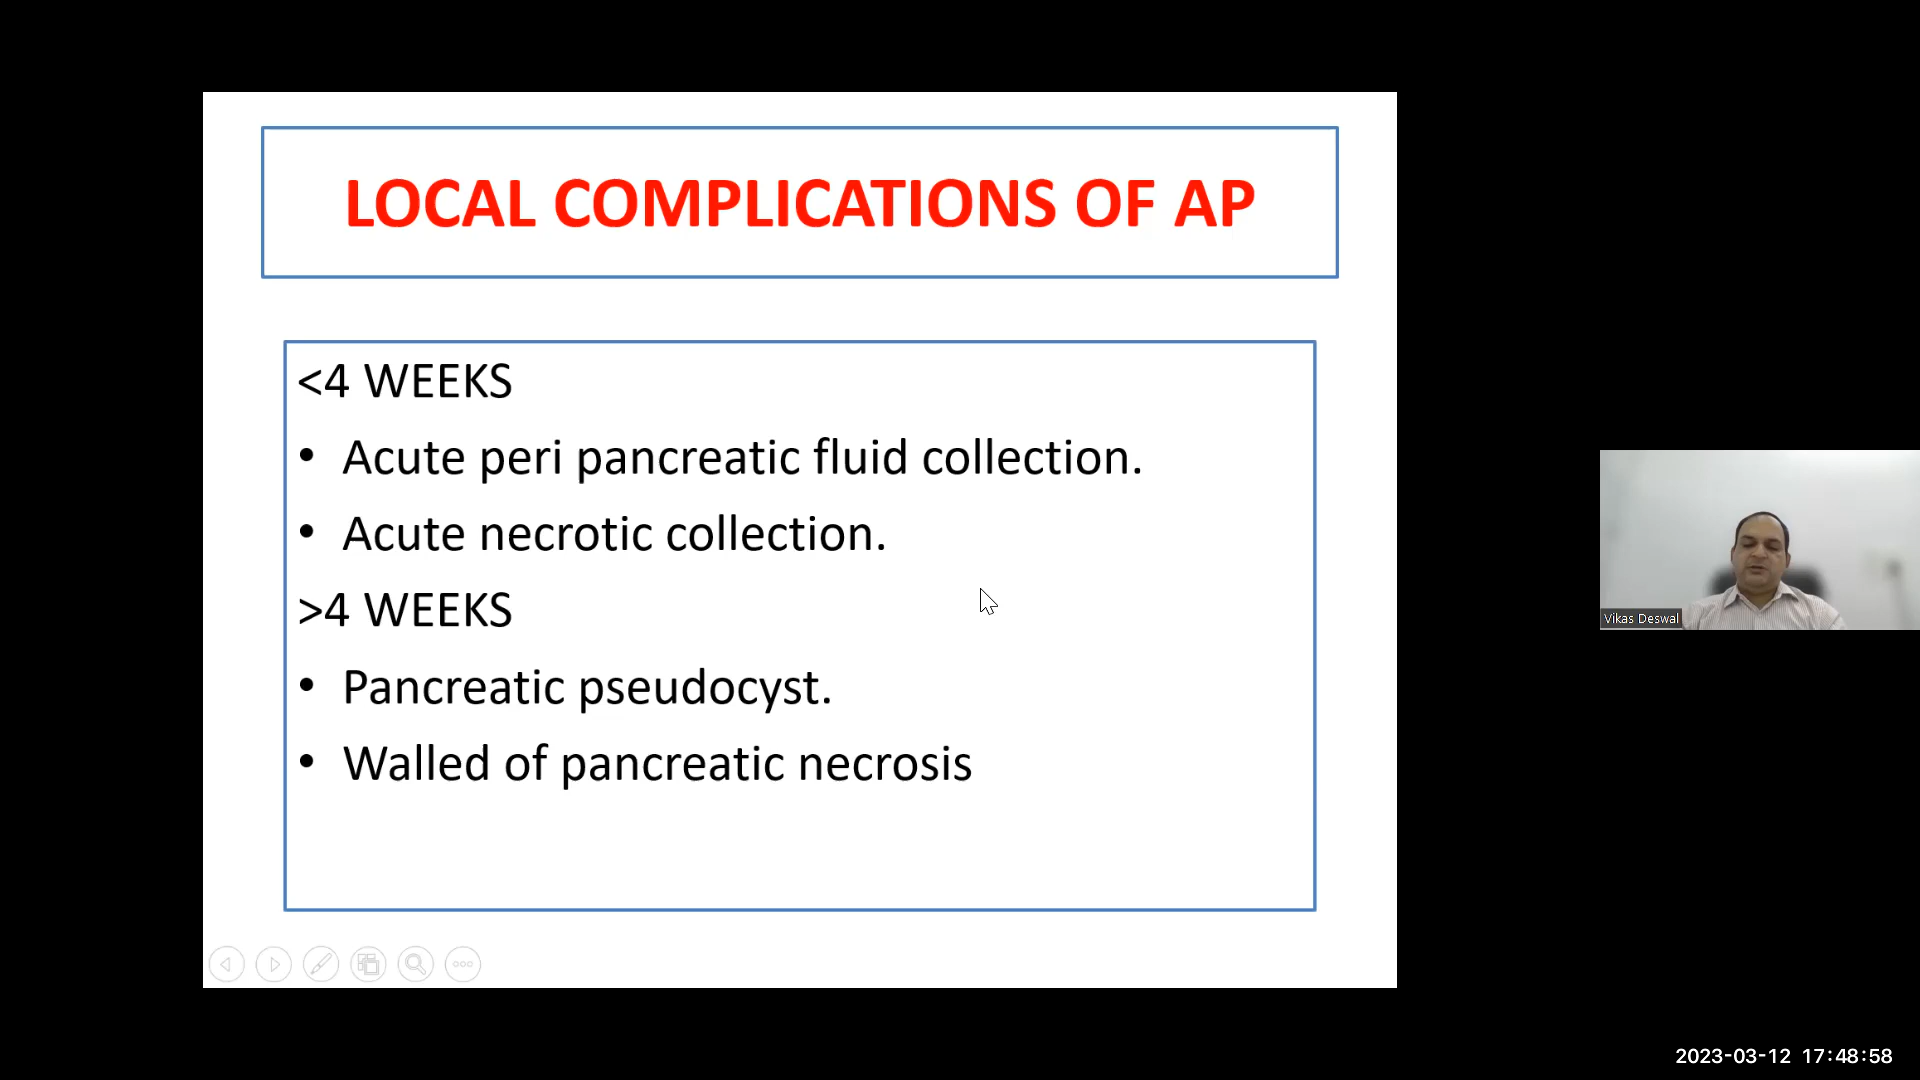 LOCAL COMPLICATIONS OF AP
<4 WEEKS
• Acute peri pancreatic fluid collection.
• Acute necrotic collection.
>4 WEEKS
• Pancreatic pseudocyst.
• Walled of pancreatic necrosis
Vikas Deswal
2023-03-12 17:48:58